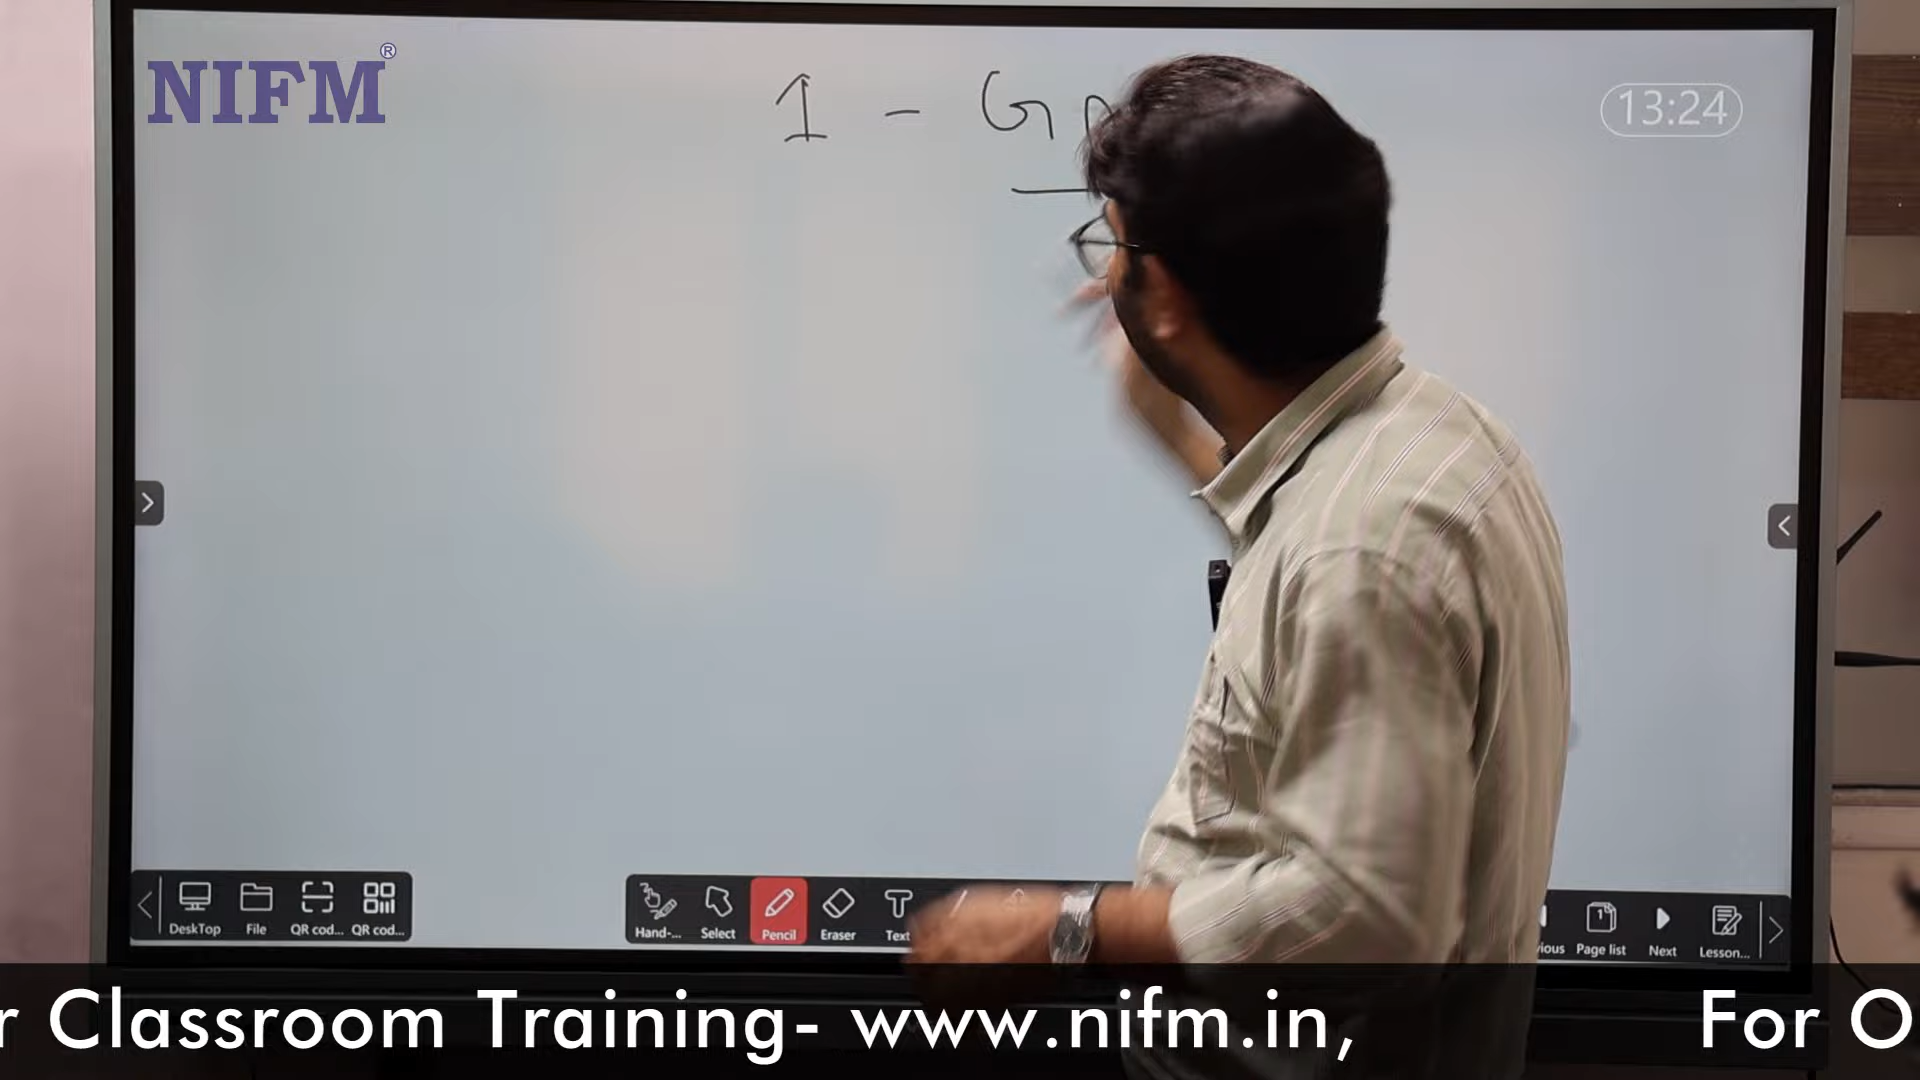 NIFM®
1 - G
13:24
DeskTop File QR cod... QR cod...
Hand-... Select Pencil Eraser Text
ious Page list Next Lesson...
r Classroom Training- www.nifm.in, For O